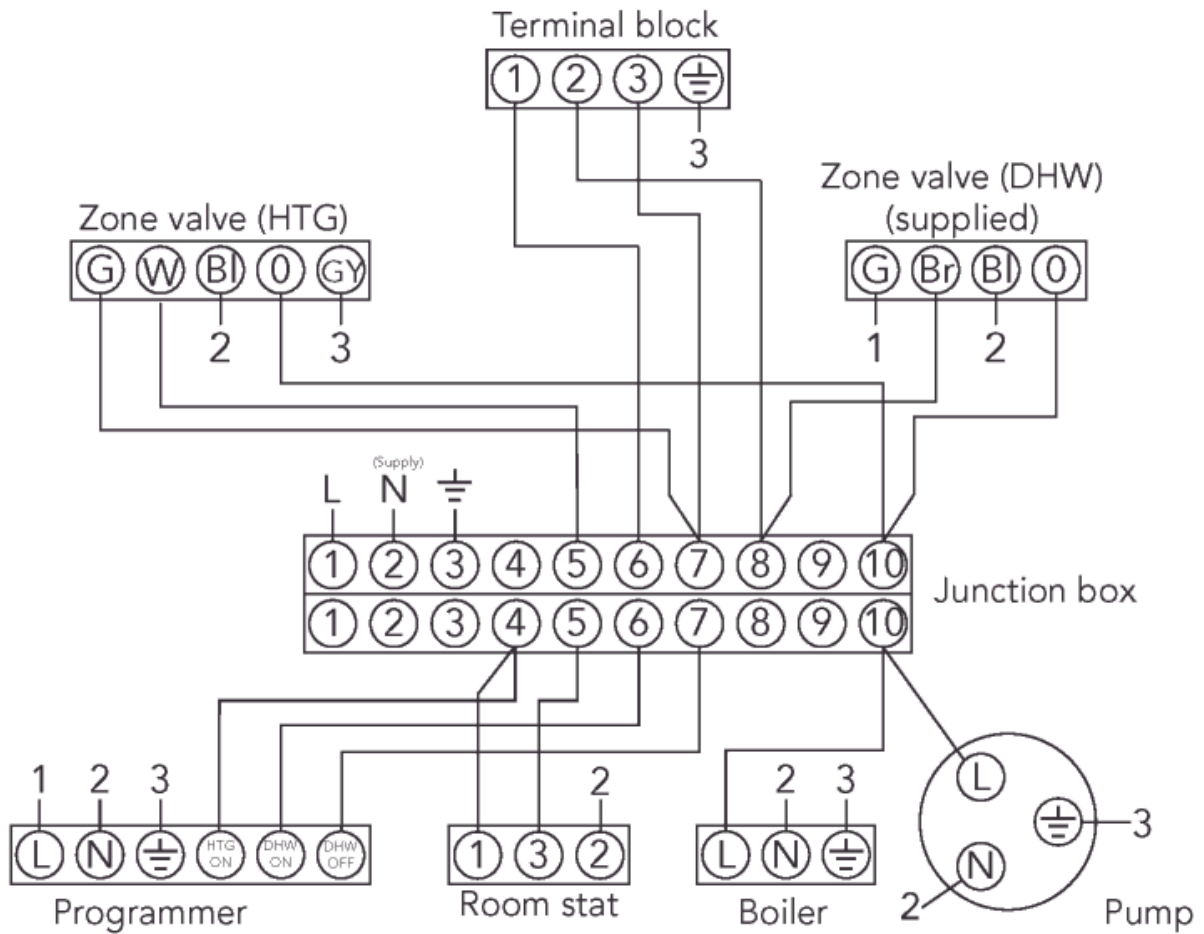 Terminal block
1 2 3
3
Zone valve (DHW)
(supplied)
Zone valve (HTG)
G W Bl 0 GY
2 3
G Br Bl 0
1 2
(Supply)
L N
1 2 3 4 5 6 7 8 9 10
1 2 3 4 5 6 7 8 9 10
Junction box
1 2 3
L N HTG ON DHW ON DHW OFF
Programmer
2
1 3 2
Room stat
2 3
L N
Boiler
L
3
N
2
Pump